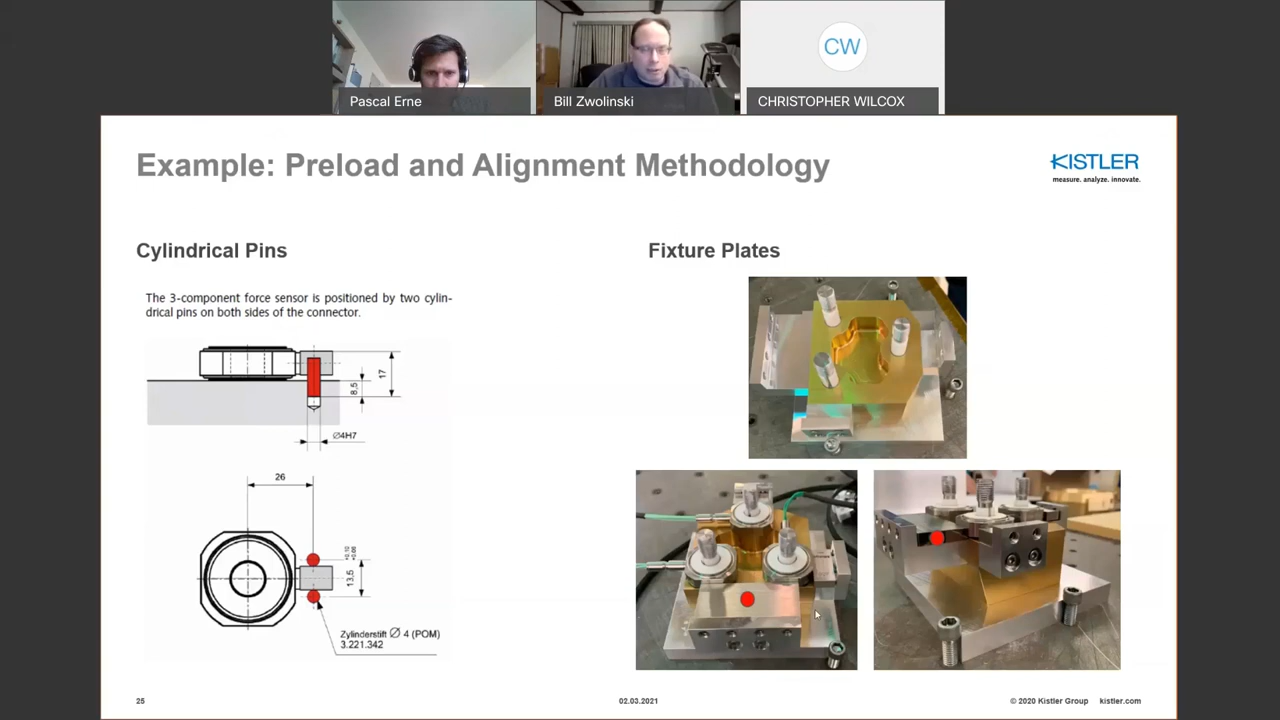 CW
Pascal Erne
Bill Zwolinski
CHRISTOPHER WILCOX
Example: Preload and Alignment Methodology
KISTLER
measure. analyze. innovate.
Cylindrical Pins
Fixture Plates
The 3-component force sensor is positioned by two cylin-
drical pins on both sides of the connector.
17
8,5
Ø4H7
26
+0,10
13,5
Zylinderstift Ø 4 (POM)
3.221.342
25
02.03.2021
© 2020 Kistler Group kistler.com